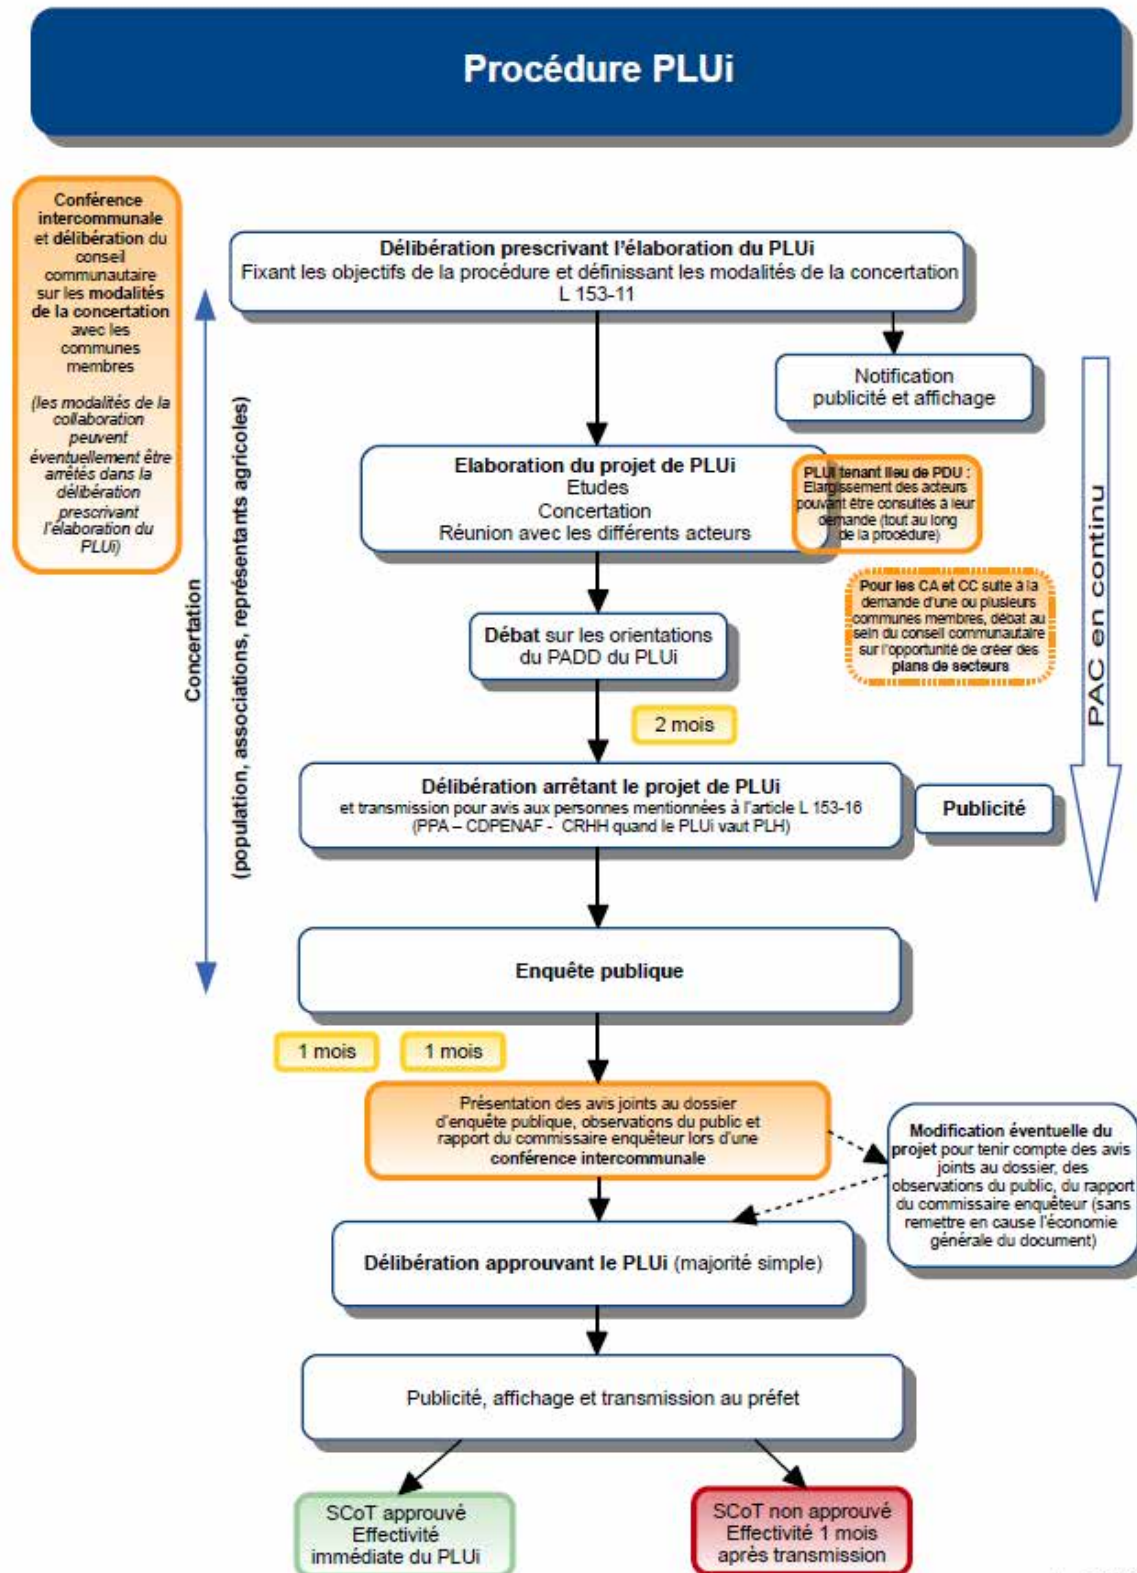 Procédure PLUi
Conférence
intercommunale
et délibération du
conseil
communautaire
sur les modalités
de la concertation
avec les
communes
membres
(les modalités de la
collaboration
peuvent
éventuellement être
arrêtés dans la
délibération
prescrivant
l'élaboration du
PLUi)
Délibération prescrivant l'élaboration du PLUi
Fixant les objectifs de la procédure et définissant les modalités de la concertation
L 153-11
Notification
publicité et affichage
Concertation
(population, associations, représentants agricoles)
Elaboration du projet de PLUi
Etudes
Concertation
Réunion avec les différents acteurs
PLUi tenant lieu de PDU :
Elargissement des acteurs
pouvant être consultés à leur
demande (tout au long
de la procédure)
Pour les CA et CC suite à la
demande d'une ou plusieurs
communes membres, débat au
sein du conseil communautaire
sur l'opportunité de créer des
plans de secteurs
PAC en continu
Débat sur les orientations
du PADD du PLUi
2 mois
Délibération arrêtant le projet de PLUi
et transmission pour avis aux personnes mentionnées à l'article L 153-16
(PPA – CDPENAF - CRHH quand le PLUi vaut PLH)
Publicité
Enquête publique
1 mois
1 mois
Présentation des avis joints au dossier
d'enquête publique, observations du public et
rapport du commissaire enquêteur lors d'une
conférence intercommunale
Modification éventuelle du
projet pour tenir compte des avis
joints au dossier, des
observations du public, du rapport
du commissaire enquêteur (sans
remettre en cause l'économie
générale du document)
Délibération approuvant le PLUi (majorité simple)
Publicité, affichage et transmission au préfet
SCoT approuvé
Effectivité
immédiate du PLUi
SCoT non approuvé
Effectivité 1 mois
après transmission